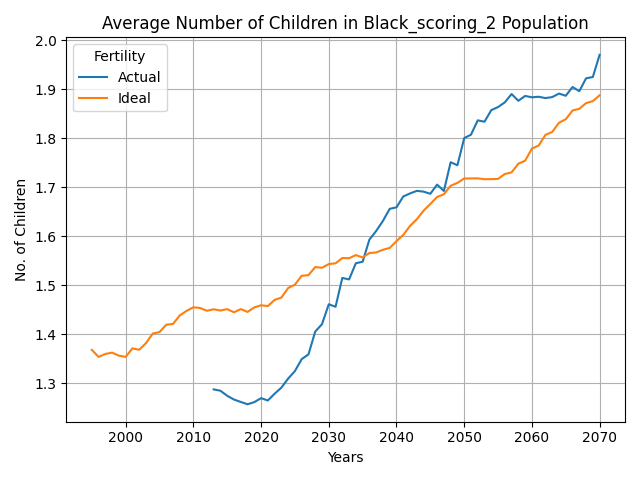 Average Number of Children in Black_scoring_2 Population
Fertility
Actual
Ideal
No. of Children
2.0
1.9
1.8
1.7
1.6
1.5
1.4
1.3
2000 2010 2020 2030 2040 2050 2060 2070
Years